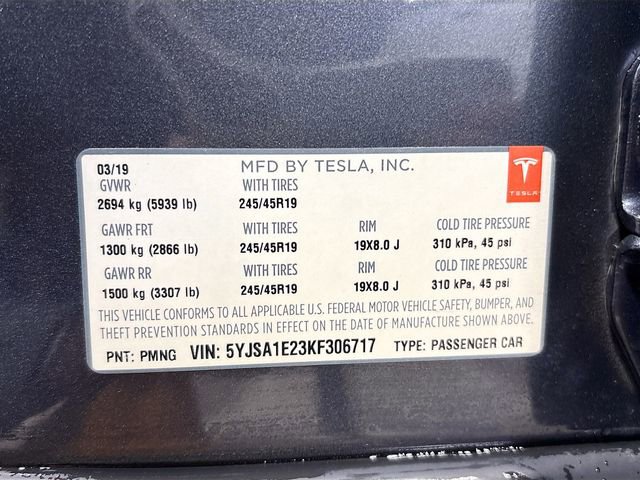 03/19 MFD BY TESLA, INC.
GVWR WITH TIRES
2694 kg (5939 lb) 245/45R19
TESLA
GAWR FRT WITH TIRES RIM COLD TIRE PRESSURE
1300 kg (2866 lb) 245/45R19 19X8.0 J 310 kPa, 45 psi
GAWR RR WITH TIRES RIM COLD TIRE PRESSURE
1500 kg (3307 lb) 245/45R19 19X8.0 J 310 kPa, 45 psi
THIS VEHICLE CONFORMS TO ALL APPLICABLE U.S. FEDERAL MOTOR VEHICLE SAFETY, BUMPER, AND
THEFT PREVENTION STANDARDS IN EFFECT ON THE DATE OF MANUFACTURE SHOWN ABOVE.
PNT: PMNG VIN: 5YJSA1E23KF306717 TYPE: PASSENGER CAR